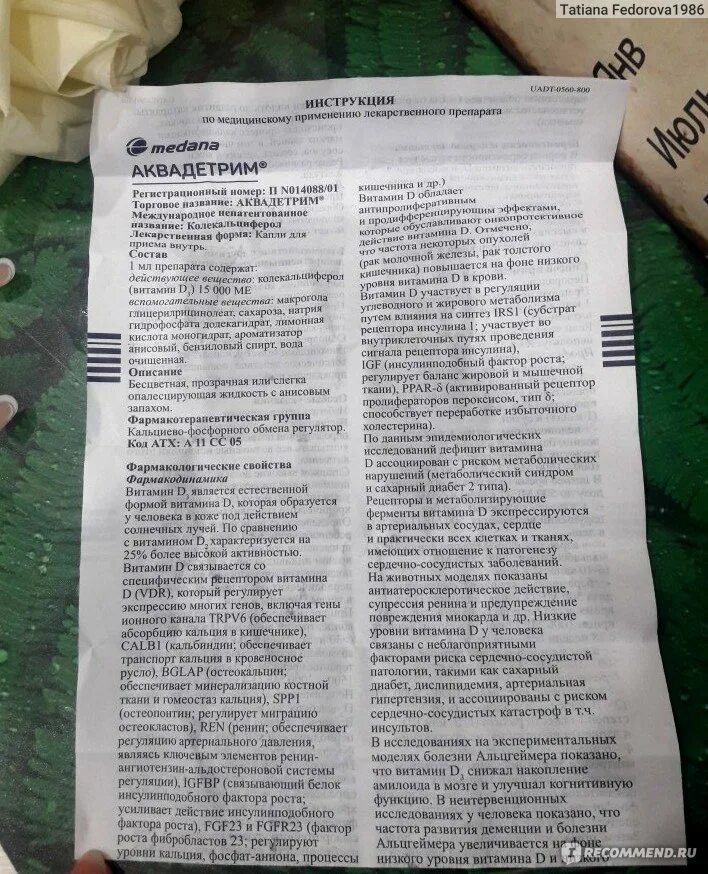 Tatiana Fedorova1986
Янв
Июль
UADT-0560-800
ИНСТРУКЦИЯ
по медицинскому применению лекарственного препарата
medana
АКВАДЕТРИМ®
Регистрационный номер: П N014088/01
Торговое название: АКВАДЕТРИМ®
Международное непатентованное
название: Колекальциферол
Лекарственная форма: Капли для
приема внутрь.
Состав
1 мл препарата содержат:
действующее вещество: колекальциферол
(витамин D₃) 15 000 МЕ
вспомогательные вещества: макрогола
глицерилрицинолеат, сахароза, натрия
гидрофосфата додекагидрат, лимонная
кислота моногидрат, ароматизатор
анисовый, бензиловый спирт, вода
очищенная.
Описание
Бесцветная, прозрачная или слегка
опалесцирующая жидкость с анисовым
запахом.
Фармакотерапевтическая группа
Кальциево-фосфорного обмена регулятор.
Код АТХ: А 11 СС 05
Фармакологические свойства
Фармакодинамика
Витамин D₃ является естественной
формой витамина D, которая образуется
у человека в коже под действием
солнечных лучей. По сравнению
с витамином D₂ характеризуется на
25% более высокой активностью.
Витамин D связывается со
специфическим рецептором витамина
D (VDR), который регулирует
экспрессию многих генов, включая гены
ионного канала TRPV6 (обеспечивает
абсорбцию кальция в кишечнике),
CALB1 (кальбиндин; обеспечивает
транспорт кальция в кровеносное
русло), BGLAP (остеокальцин;
обеспечивает минерализацию костной
ткани и гомеостаз кальция), SPP1
(остеопонтин; регулирует миграцию
остеокластов), REN (ренин; обеспечивает
регуляцию артериального давления,
являясь ключевым элементов ренин-
ангиотензин-альдостероновой системы
регуляции), IGFBP (связывающий белок
инсулиноподобного фактора роста;
усиливает действие инсулиноподобного
фактора роста), FGF23 и FGFR23 (фактор
роста фибробластов 23; регулируют
уровни кальция, фосфат-аниона, процессы
кишечника и др.)
Витамин D обладает
антипролиферативным
и продифференцирующим эффектами,
которые обуславливают онкопротективное
действие витамина D. Отмечено,
что частота некоторых опухолей
(рак молочной железы, рак толстого
кишечника) повышается на фоне низкого
уровня витамина D в крови.
Витамин D участвует в регуляции
углеводного и жирового метаболизма
путем влияния на синтез IRS1 (субстрат
рецептора инсулина 1; участвует во
внутриклеточных путях проведения
сигнала рецептора инсулина),
IGF (инсулиноподобный фактор роста;
регулирует баланс жировой и мышечной
ткани), PPAR-δ (активированный рецептор
пролифераторов пероксисом, тип δ;
способствует переработке избыточного
холестерина).
По данным эпидемиологических
исследований дефицит витамина
D ассоциирован с риском метаболических
нарушений (метаболический синдром
и сахарный диабет 2 типа).
Рецепторы и метаболизирующие
ферменты витамина D экспрессируются
в артериальных сосудах, сердце
и практически всех клетках и тканях,
имеющих отношение к патогенезу
сердечно-сосудистых заболеваний.
На животных моделях показаны
антиатеросклеротическое действие,
супрессия ренина и предупреждение
повреждения миокарда и др. Низкие
уровни витамина D у человека
связаны с неблагоприятными
факторами риска сердечно-сосудистой
патологии, такими как сахарный
диабет, дислипидемия, артериальная
гипертензия, и ассоциированы с риском
сердечно-сосудистых катастроф в т.ч.
инсультов.
В исследованиях на экспериментальных
моделях болезни Альцгеймера показано,
что витамин D₃ снижал накопление
амилоида в мозге и улучшал когнитивную
функцию. В неинтервенционных
исследованиях у человека показано, что
частота развития деменции и болезни
Альцгеймера увеличивается на фоне
низкого уровня витамина D и
RECOMMEND.RU